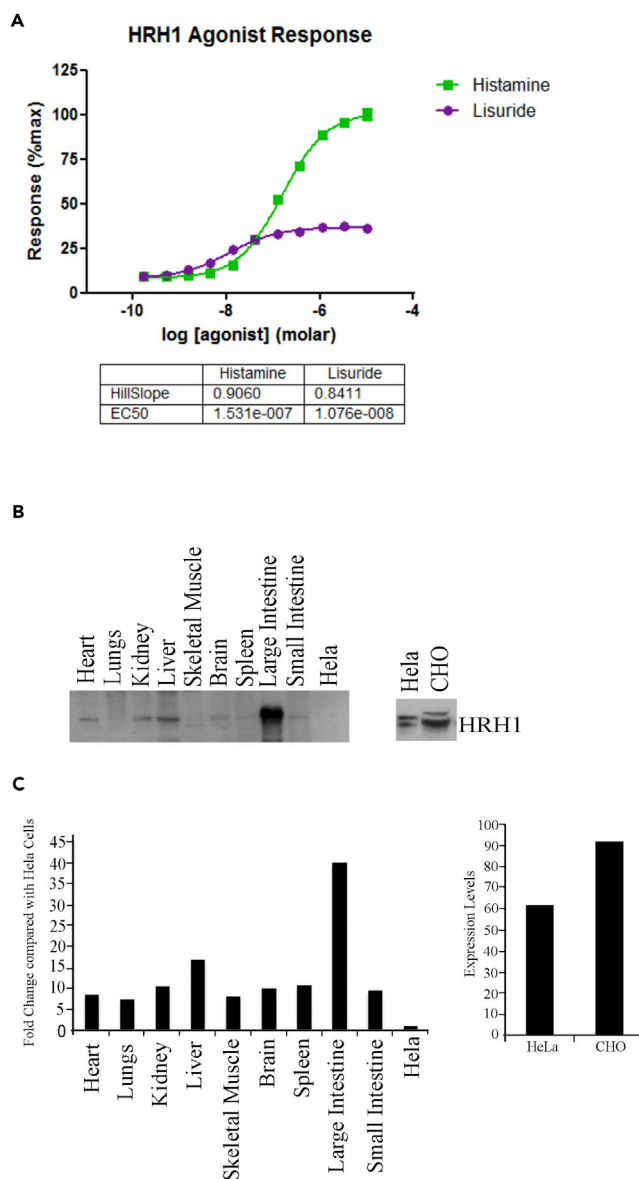 A
HRH1 Agonist Response
125
100
75
50
25
0
Response (%max)
-10
-8
-6
-4
log [agonist] (molar)
Histamine
Lisuride
Histamine Lisuride
HillSlope 0.9060 0.8411
EC50 1.531e-007 1.076e-008
B
Heart
Lungs
Kidney
Liver
Skeletal Muscle
Brain
Spleen
Large Intestine
Small Intestine
Hela
Hela
CHO
HRH1
C
Fold Change compared with Hela Cells
45
40
35
30
25
20
15
10
5
0
Heart
Lungs
Kidney
Liver
Skeletal Muscle
Brain
Spleen
Large Intestine
Small Intestine
Hela
Expression Levels
100
90
80
70
60
50
40
30
20
10
0
HeLa
CHO